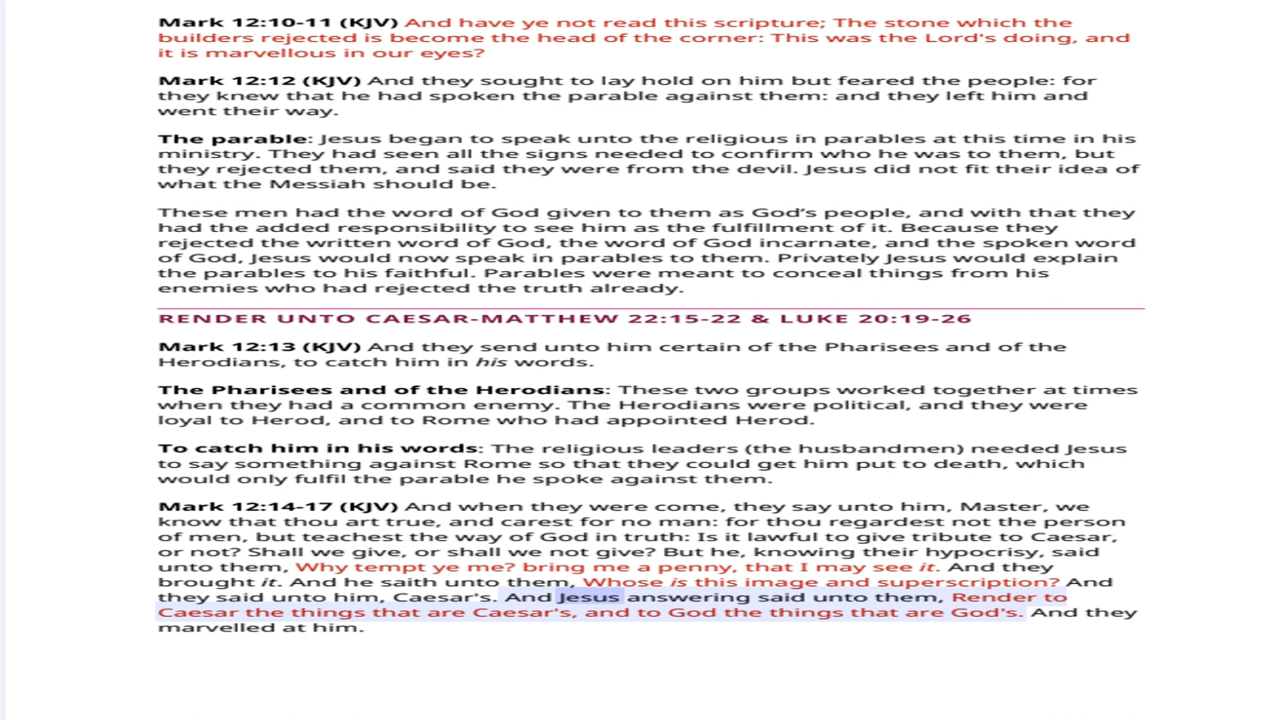 Mark 12:10-11 (KJV) And have ye not read this scripture; The stone which the
builders rejected is become the head of the corner: This was the Lord's doing, and
it is marvellous in our eyes?
Mark 12:12 (KJV) And they sought to lay hold on him but feared the people: for
they knew that he had spoken the parable against them: and they left him and
went their way.
The parable: Jesus began to speak unto the religious in parables at this time in his
ministry. They had seen all the signs needed to confirm who he was to them, but
they rejected them, and said they were from the devil. Jesus did not fit their idea of
what the Messiah should be.
These men had the word of God given to them as God’s people, and with that they
had the added responsibility to see him as the fulfillment of it. Because they
rejected the written word of God, the word of God incarnate, and the spoken word
of God, Jesus would now speak in parables to them. Privately Jesus would explain
the parables to his faithful. Parables were meant to conceal things from his
enemies who had rejected the truth already.
RENDER UNTO CAESAR-MATTHEW 22:15-22 & LUKE 20:19-26
Mark 12:13 (KJV) And they send unto him certain of the Pharisees and of the
Herodians, to catch him in his words.
The Pharisees and of the Herodians: These two groups worked together at times
when they had a common enemy. The Herodians were political, and they were
loyal to Herod, and to Rome who had appointed Herod.
To catch him in his words: The religious leaders (the husbandmen) needed Jesus
to say something against Rome so that they could get him put to death, which
would only fulfil the parable he spoke against them.
Mark 12:14-17 (KJV) And when they were come, they say unto him, Master, we
know that thou art true, and carest for no man: for thou regardest not the person
of men, but teachest the way of God in truth: Is it lawful to give tribute to Caesar,
or not? Shall we give, or shall we not give? But he, knowing their hypocrisy, said
unto them, Why tempt ye me? bring me a penny, that I may see it. And they
brought it. And he saith unto them, Whose is this image and superscription? And
they said unto him, Caesar's. And Jesus answering said unto them, Render to
Caesar the things that are Caesar's, and to God the things that are God's. And they
marvelled at him.